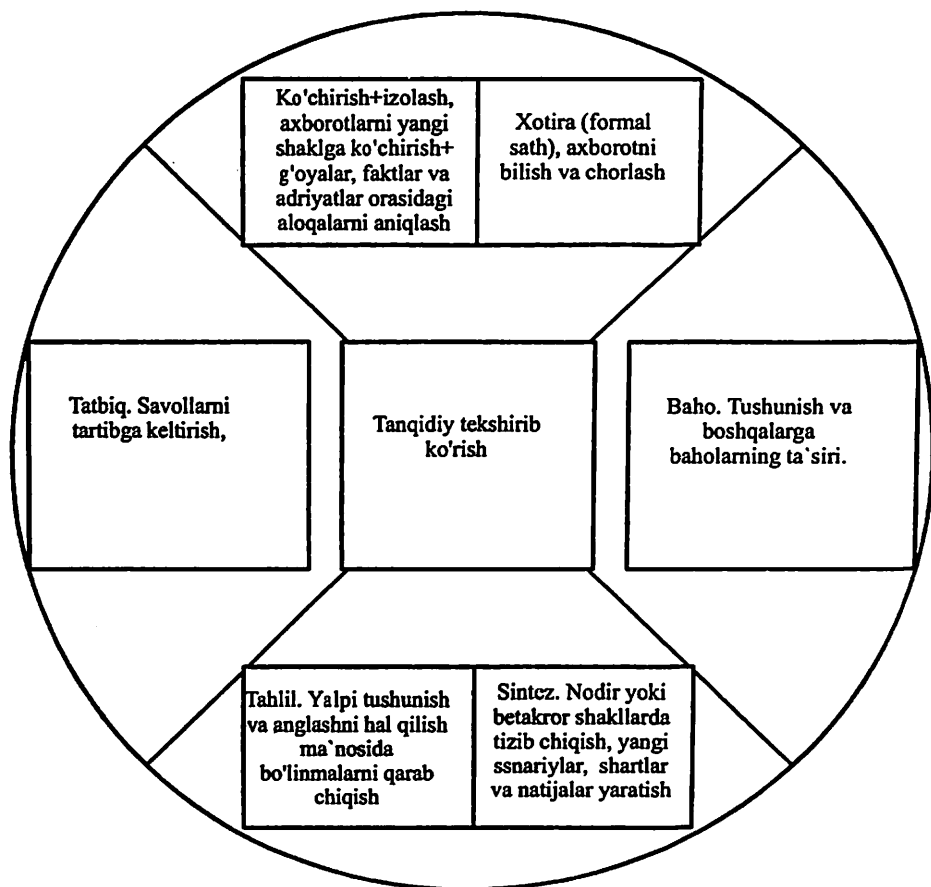 Ko'chirish+izolash,
axborotlarni yangi
shaklga ko'chirish+
g'oyalar, faktlar va
adriyatlar orasidagi
aloqalarni aniqlash
Xotira (formal
sath), axborotni
bilish va chorlash
Tatbiq. Savollarni
tartibga keltirish,
Tanqidiy tekshirib
ko'rish
Baho. Tushunish va
boshqalarga
baholarning ta`siri.
Tahlil. Yalpi tushunish
va anglashni hal qilish
ma`nosida
bo'linmalarni qarab
chiqish
Sintez. Nodir yoki
betakror shakllarda
tizib chiqish, yangi
ssnariylar, shartlar
va natijalar yaratish